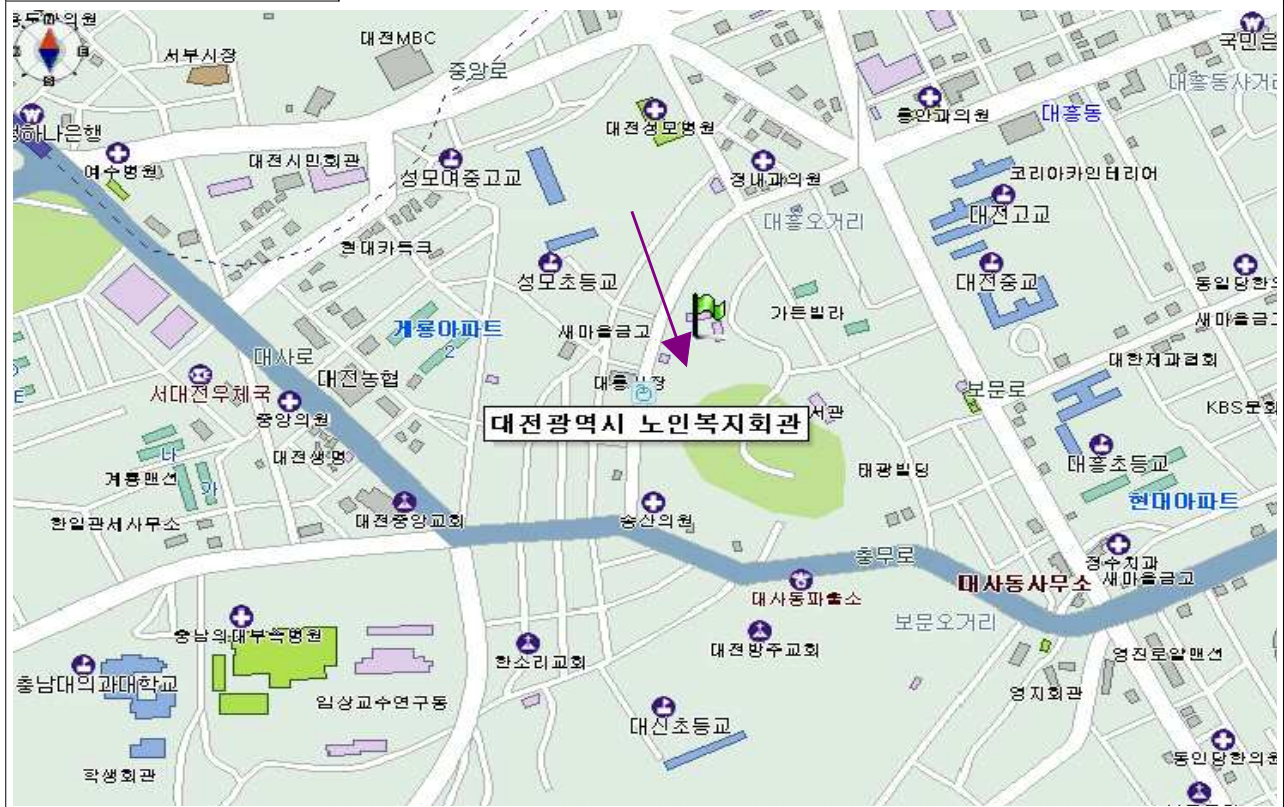 서부시장
대전MBC
중앙로
국민은
대흥동사거리
하나은행
예수병원
대전시민회관
성모여중고교
대전성모병원
정내과의원
홍안과의원
대흥동
코리아카인테리어
대전고교
대흥오거리
현대카독크
성모초등교
대전중교
동일당한의
가든빌라
새마을금고
새마을금고
계룡아파트
2
대사로
대전농협
서대전우체국
중앙의원
대흥시장
대한제과협회
보문로
KBS문화
대전광역시 노인복지회관
서관
대전생명
나
가
계룡맨션
태광빌딩
대흥초등교
현대아파트
한일관세사무소
대전중앙교회
송산의원
충무로
정수치과
새마을금고
대사동사무소
대사동파출소
보문오거리
충남의대부속병원
한소리교회
대전방주교회
영진로얄맨션
충남대의과대학교
임상교수연구동
영지회관
대신초등교
학생회관
동인당한의원